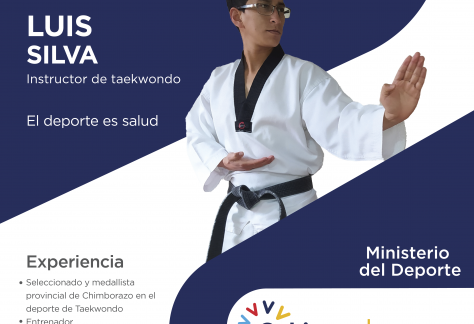 LUIS
SILVA
Instructor de taekwondo
El deporte es salud
Experiencia
• Seleccionado y medallista
provincial de Chimborazo en el
deporte de Taekwondo
• Entrenador
Ministerio
del Deporte